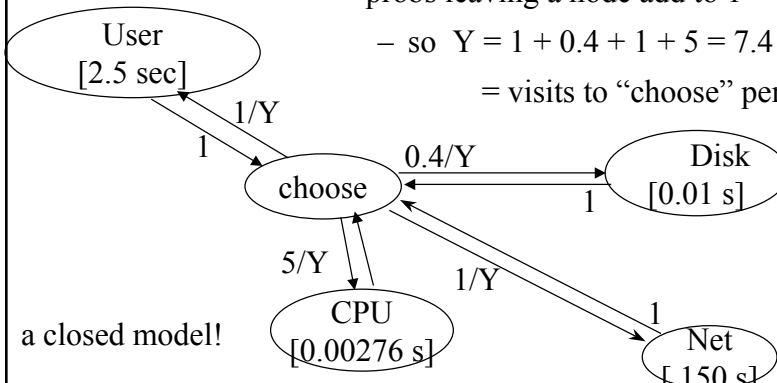 probs leaving a node add to 1
– so Y = 1 + 0.4 + 1 + 5 = 7.4
= visits to “choose” per
User
[2.5 sec]
1/Y
1
choose
0.4/Y
1
Disk
[0.01 s]
5/Y
1/Y
CPU
[0.00276 s]
1
Net
[.150 s]
a closed model!